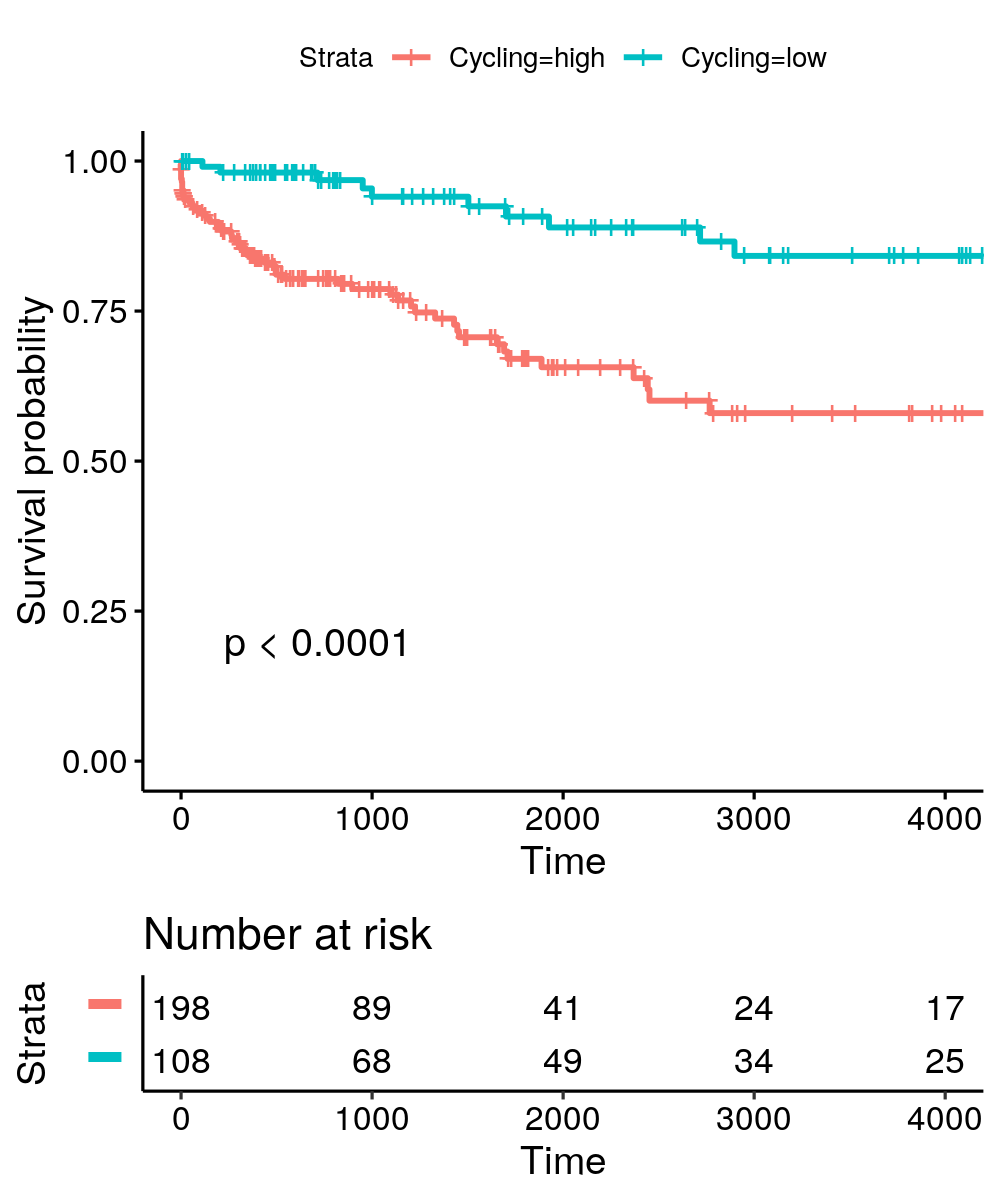 Strata Cycling=high Cycling=low
Survival probability
1.00
0.75
0.50
0.25
0.00
p < 0.0001
0 1000 2000 3000 4000
Time
Number at risk
Strata
198 89 41 24 17
108 68 49 34 25
0 1000 2000 3000 4000
Time